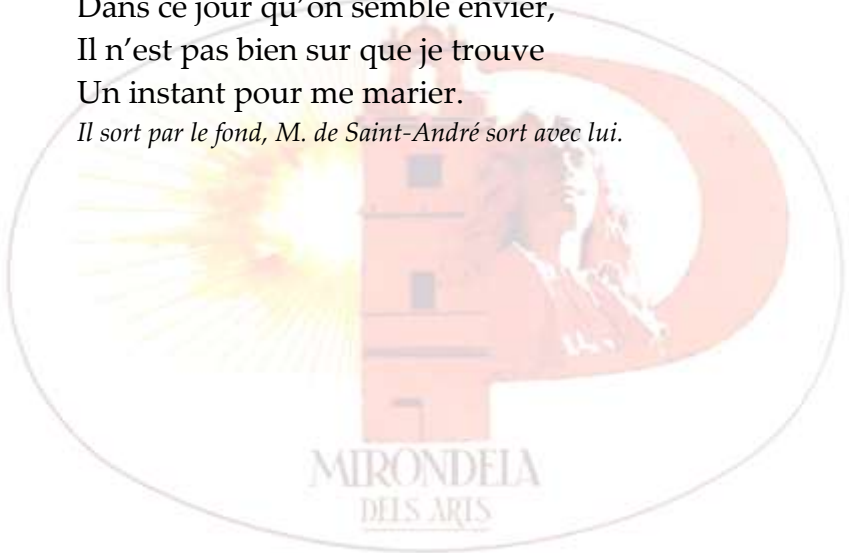 Dans ce jour qu’on semble envier,
Il n’est pas bien sur que je trouve
Un instant pour me marier.
Il sort par le fond, M. de Saint-André sort avec lui.
MIRONDELA
DELS ARTS